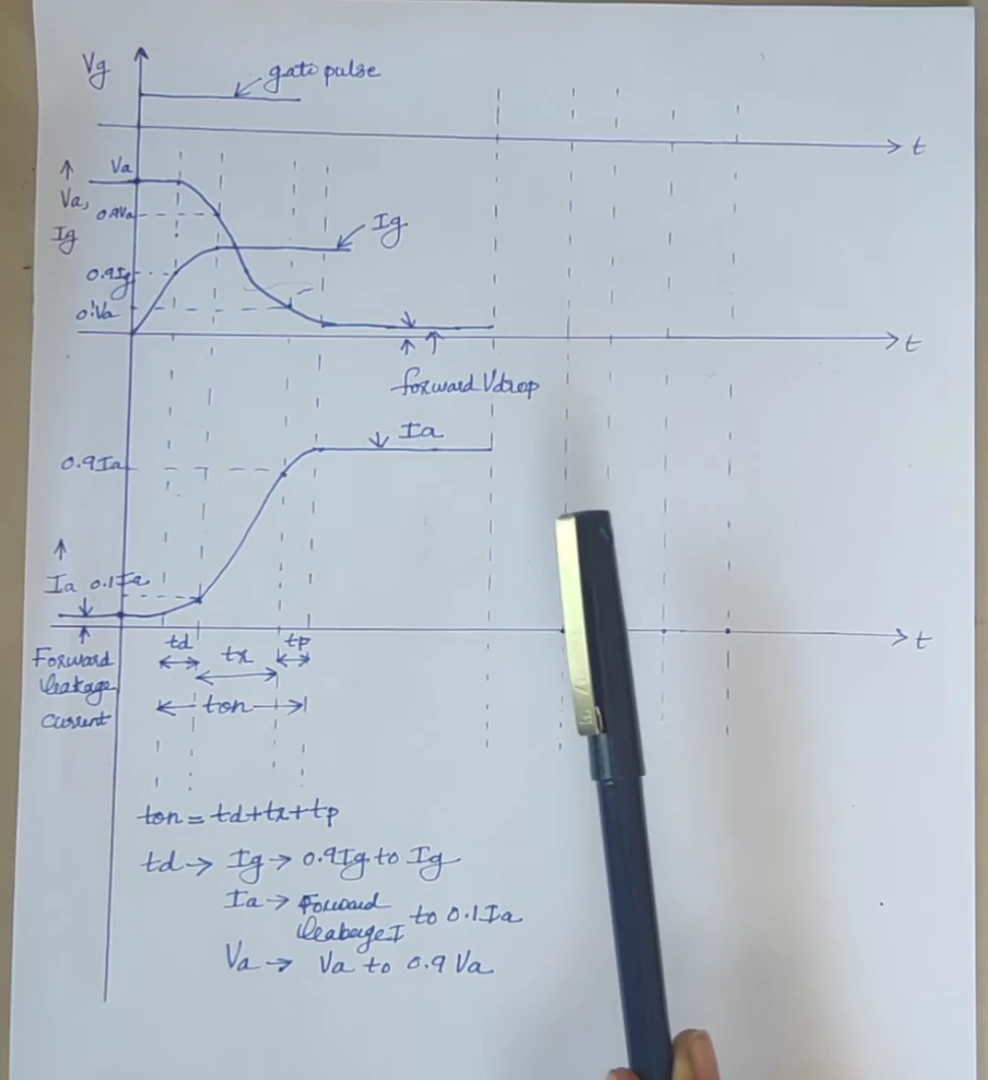 Vg
gate pulse
t
Va
Va,
Ig
0.9Va
Ig
0.9Ig
0.1Va
t
forward Vdrop
Ia
0.9Ia
Ia 0.1Ia
t
td
tr
tp
Forward
leakage
current
ton
ton = td+tr+tp
td → Ig → 0.9Ig to Ig
Ia → Forward
leakage I to 0.1Ia
Va → Va to 0.9 Va